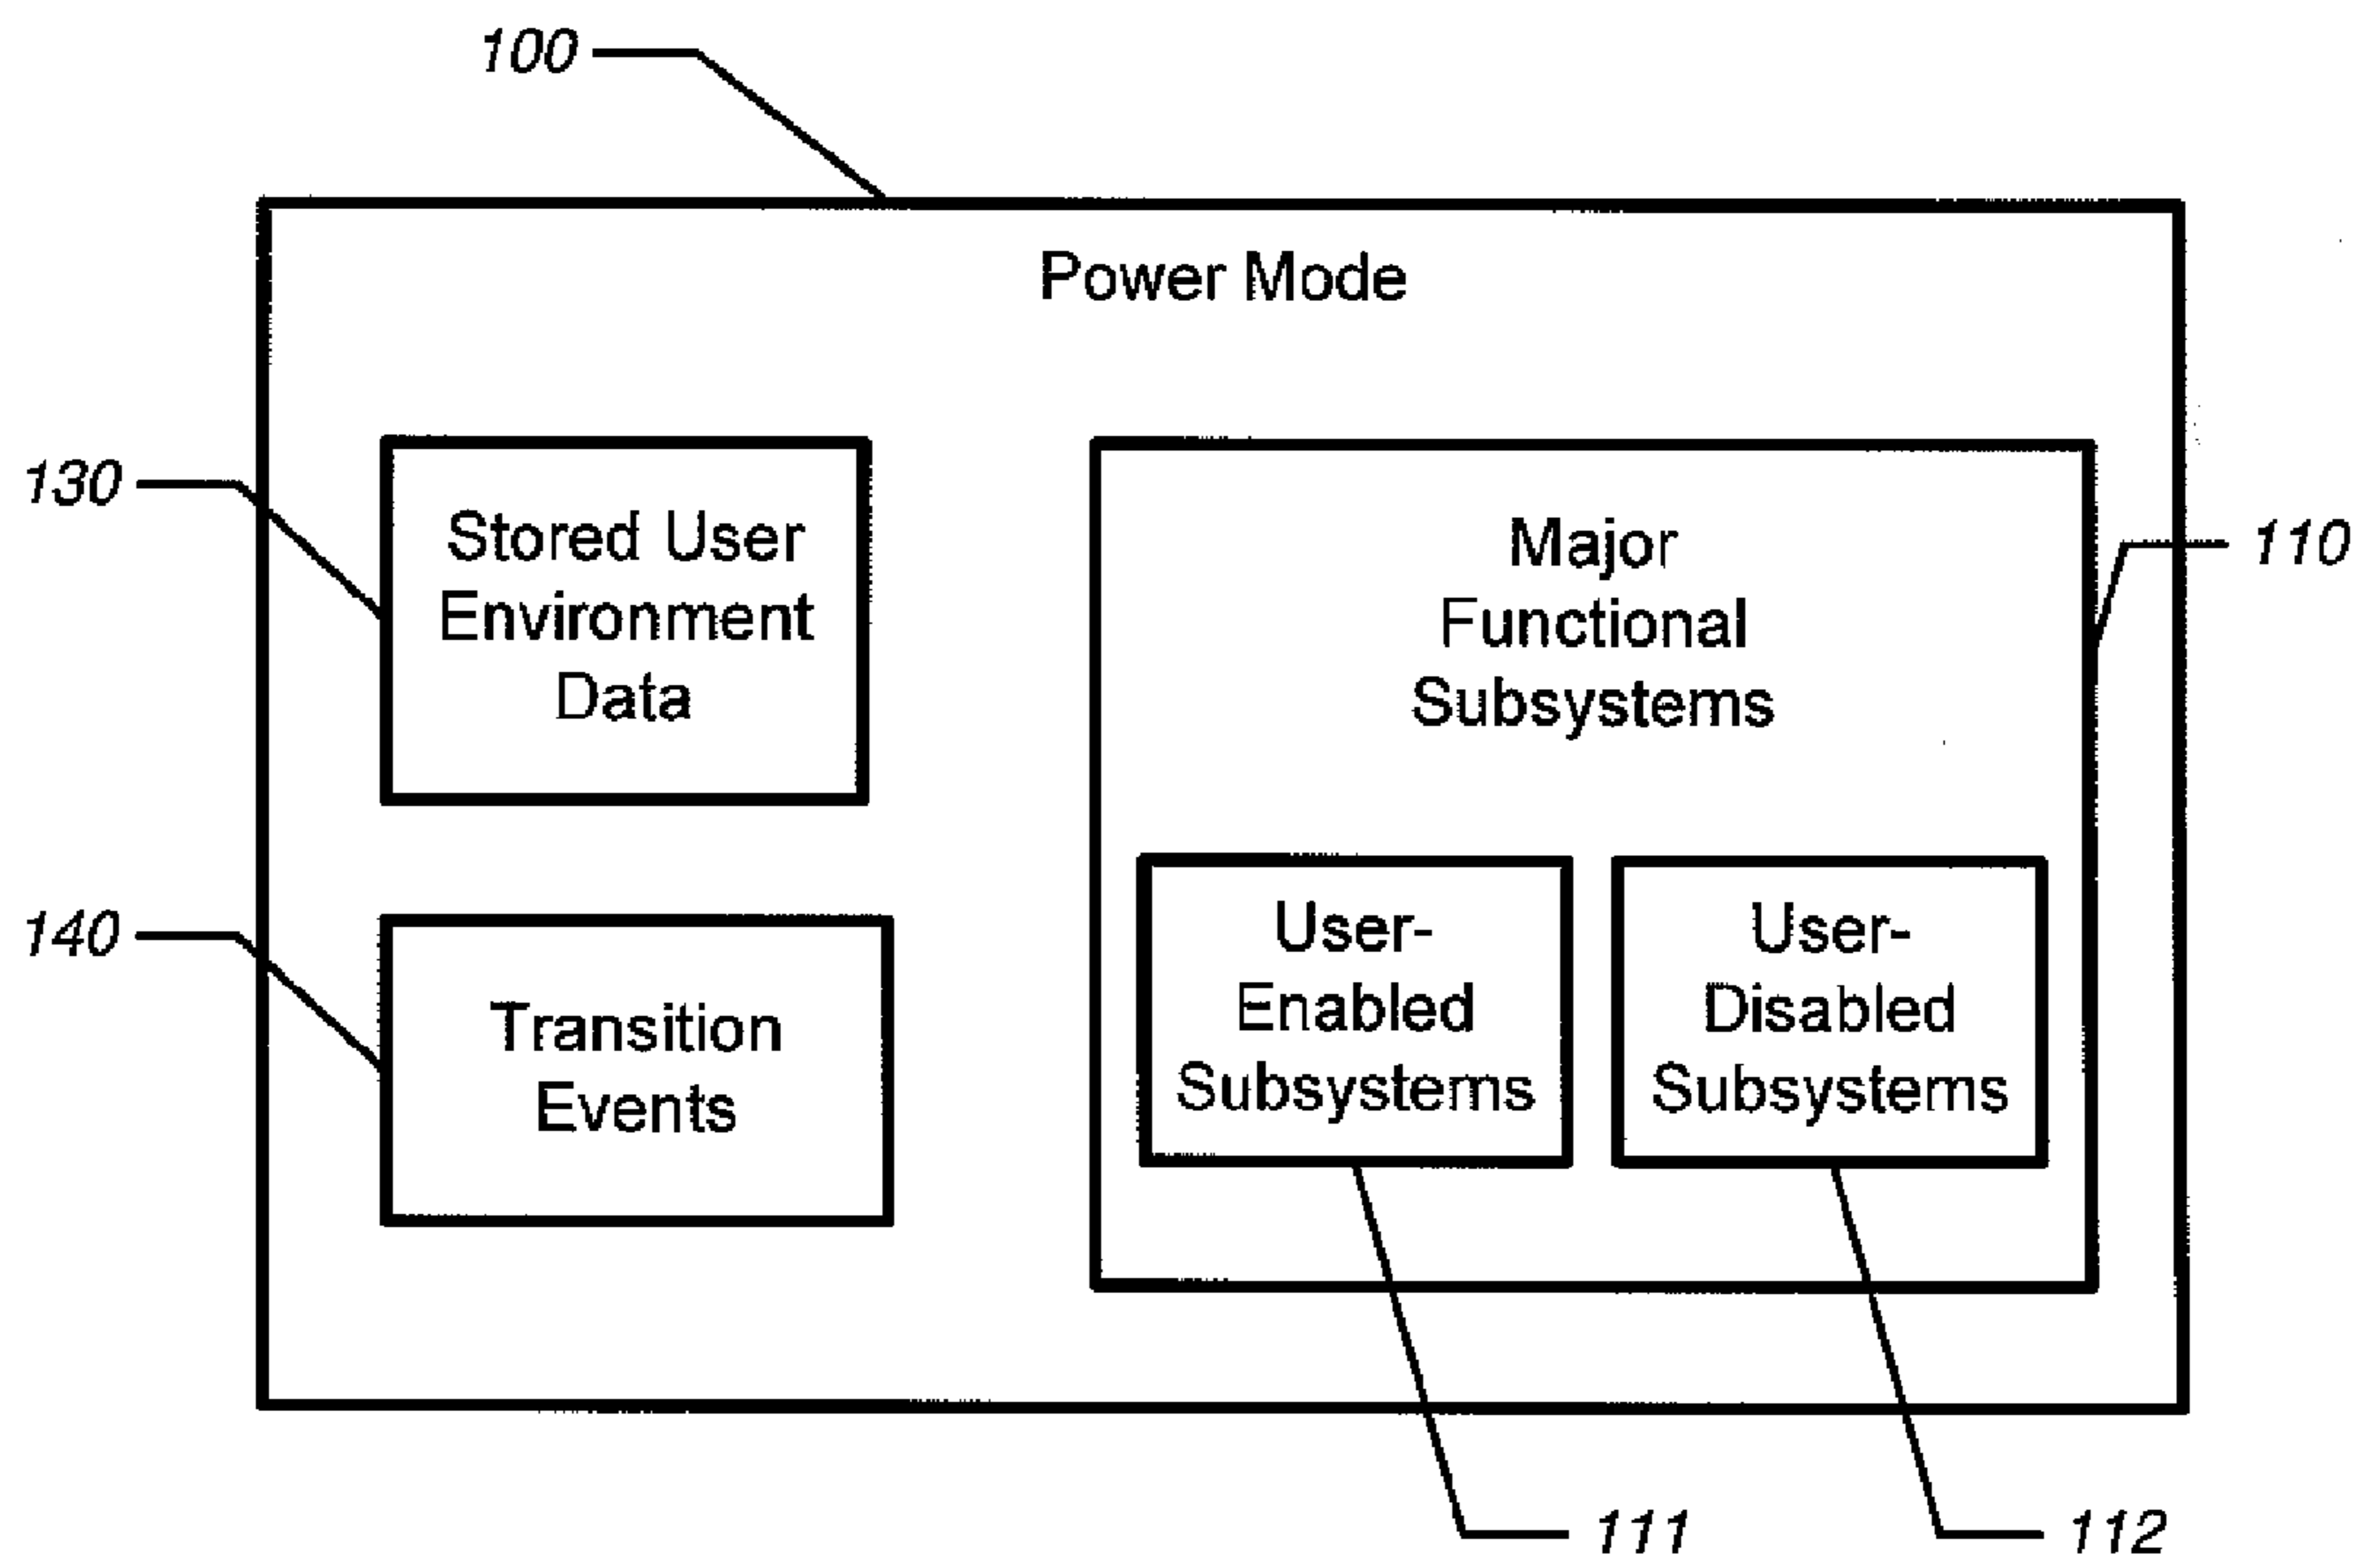 100
Power Mode
130
Stored User
Environment
Data
Major
Functional
Subsystems
110
140
Transition
Events
User-
Enabled
Subsystems
User-
Disabled
Subsystems
111
112